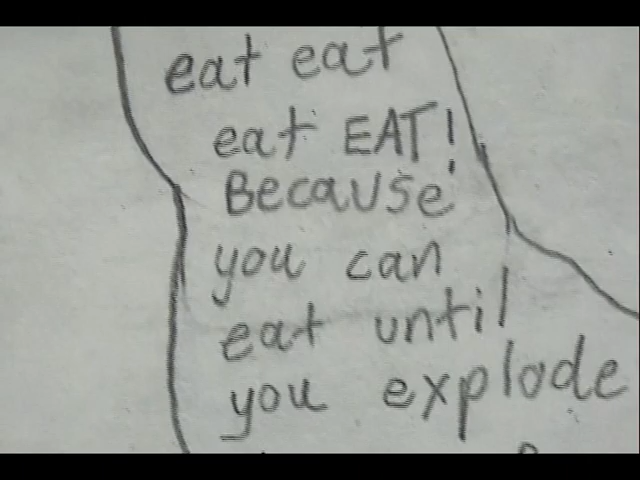 eat eat
eat EAT!
Because
you can
eat until
you explode